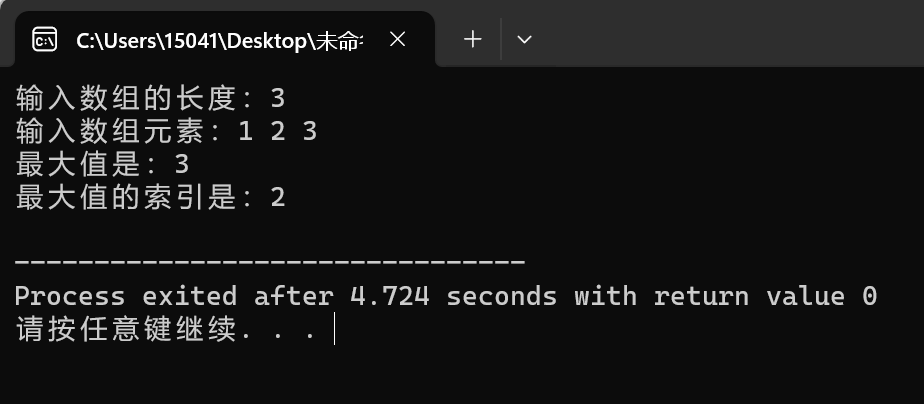 C:\Users\15041\Desktop\未命
输入数组的长度：3
输入数组元素：1 2 3
最大值是：3
最大值的索引是：2
--------------------------------
Process exited after 4.724 seconds with return value 0
请按任意键继续. . .